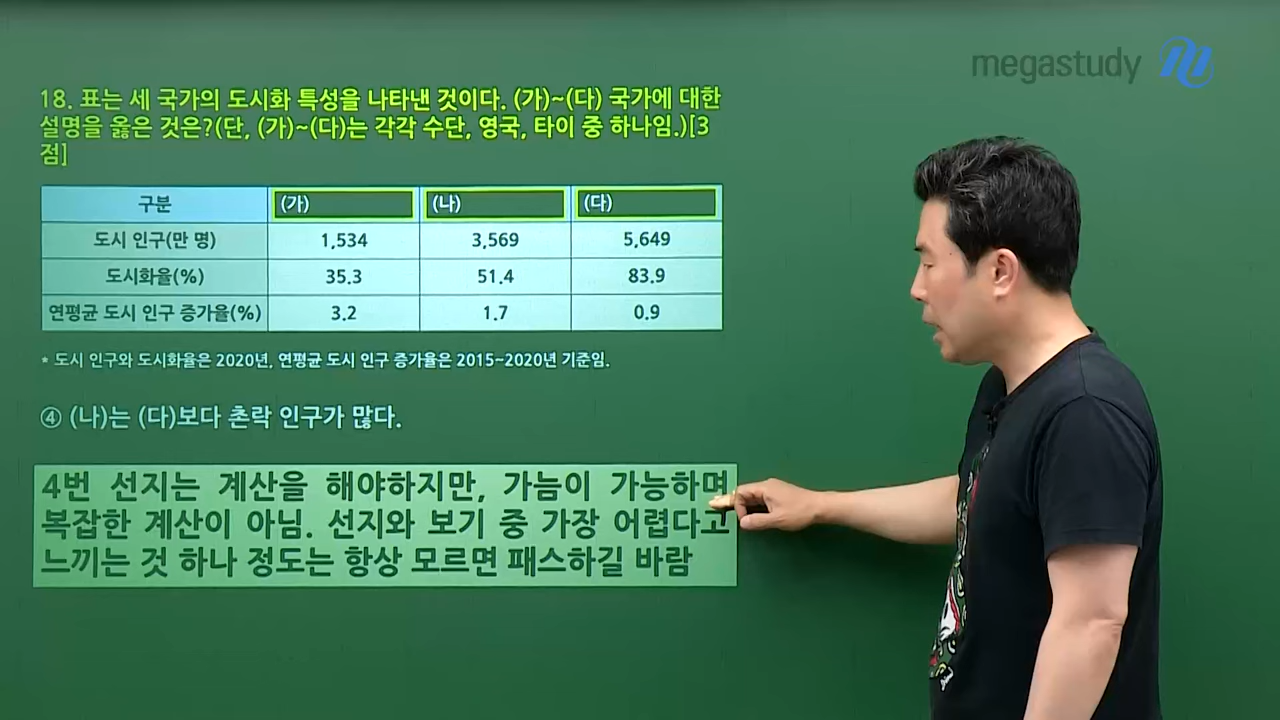 megastudy
18. 표는 세 국가의 도시화 특성을 나타낸 것이다. (가)~(다) 국가에 대한
설명을 옳은 것은?(단, (가)~(다)는 각각 수단, 영국, 타이 중 하나임.)[3
점]
구분 (가) (나) (다)
도시 인구(만 명) 1,534 3,569 5,649
도시화율(%) 35.3 51.4 83.9
연평균 도시 인구 증가율(%) 3.2 1.7 0.9
* 도시 인구와 도시화율은 2020년, 연평균 도시 인구 증가율은 2015~2020년 기준임.
④ (나)는 (다)보다 촌락 인구가 많다.
4번 선지는 계산을 해야하지만, 가늠이 가능하며
복잡한 계산이 아님. 선지와 보기 중 가장 어렵다고
느끼는 것 하나 정도는 항상 모르면 패스하길 바람